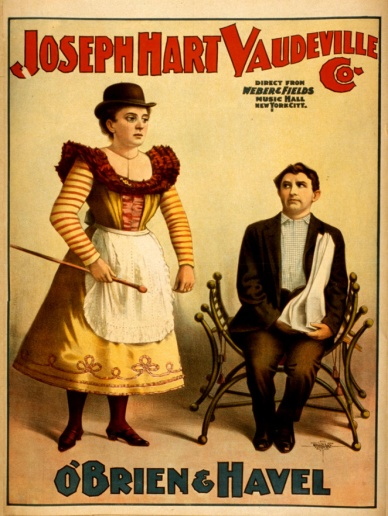 JOSEPH HART VAUDEVILLE
CO.
DIRECT FROM
WEBER & FIELDS
MUSIC HALL
NEW YORK CITY.
O'BRIEN & HAVEL